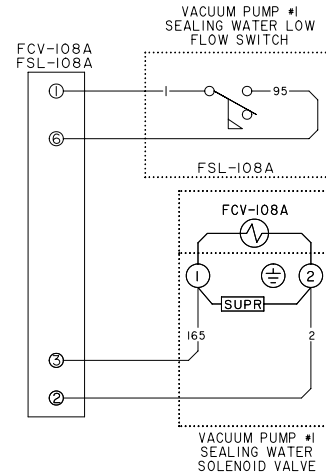 VACUUM PUMP #1
SEALING WATER LOW
FLOW SWITCH
FCV-108A
FSL-108A
1
1
95
6
FSL-108A
FCV-108A
1
2
SUPR
165
2
3
2
VACUUM PUMP #1
SEALING WATER
SOLENOID VALVE